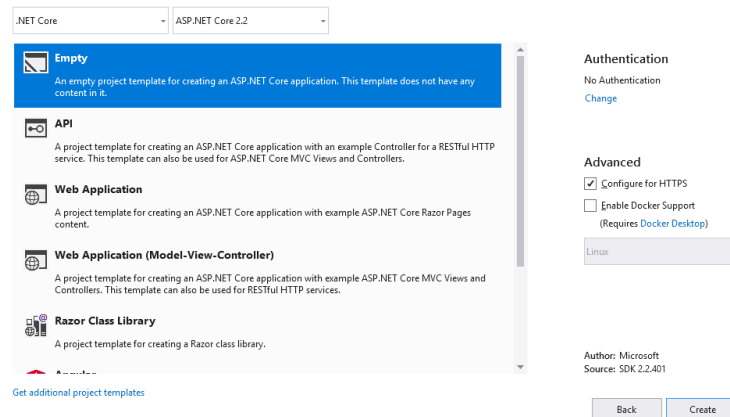 .NET Core
ASP.NET Core 2.2
Empty
An empty project template for creating an ASP.NET Core application. This template does not have any
content in it.
API
A project template for creating an ASP.NET Core application with an example Controller for a RESTful HTTP
service. This template can also be used for ASP.NET Core MVC Views and Controllers.
Web Application
A project template for creating an ASP.NET Core application with example ASP.NET Core Razor Pages
content.
Web Application (Model-View-Controller)
A project template for creating an ASP.NET Core application with example ASP.NET Core MVC Views and
Controllers. This template can also be used for RESTful HTTP services.
Razor Class Library
A project template for creating a Razor class library.
Angular
Get additional project templates
Authentication
No Authentication
Change
Advanced
Configure for HTTPS
Enable Docker Support
(Requires Docker Desktop)
Linux
Author: Microsoft
Source: SDK 2.2.401
Back
Create